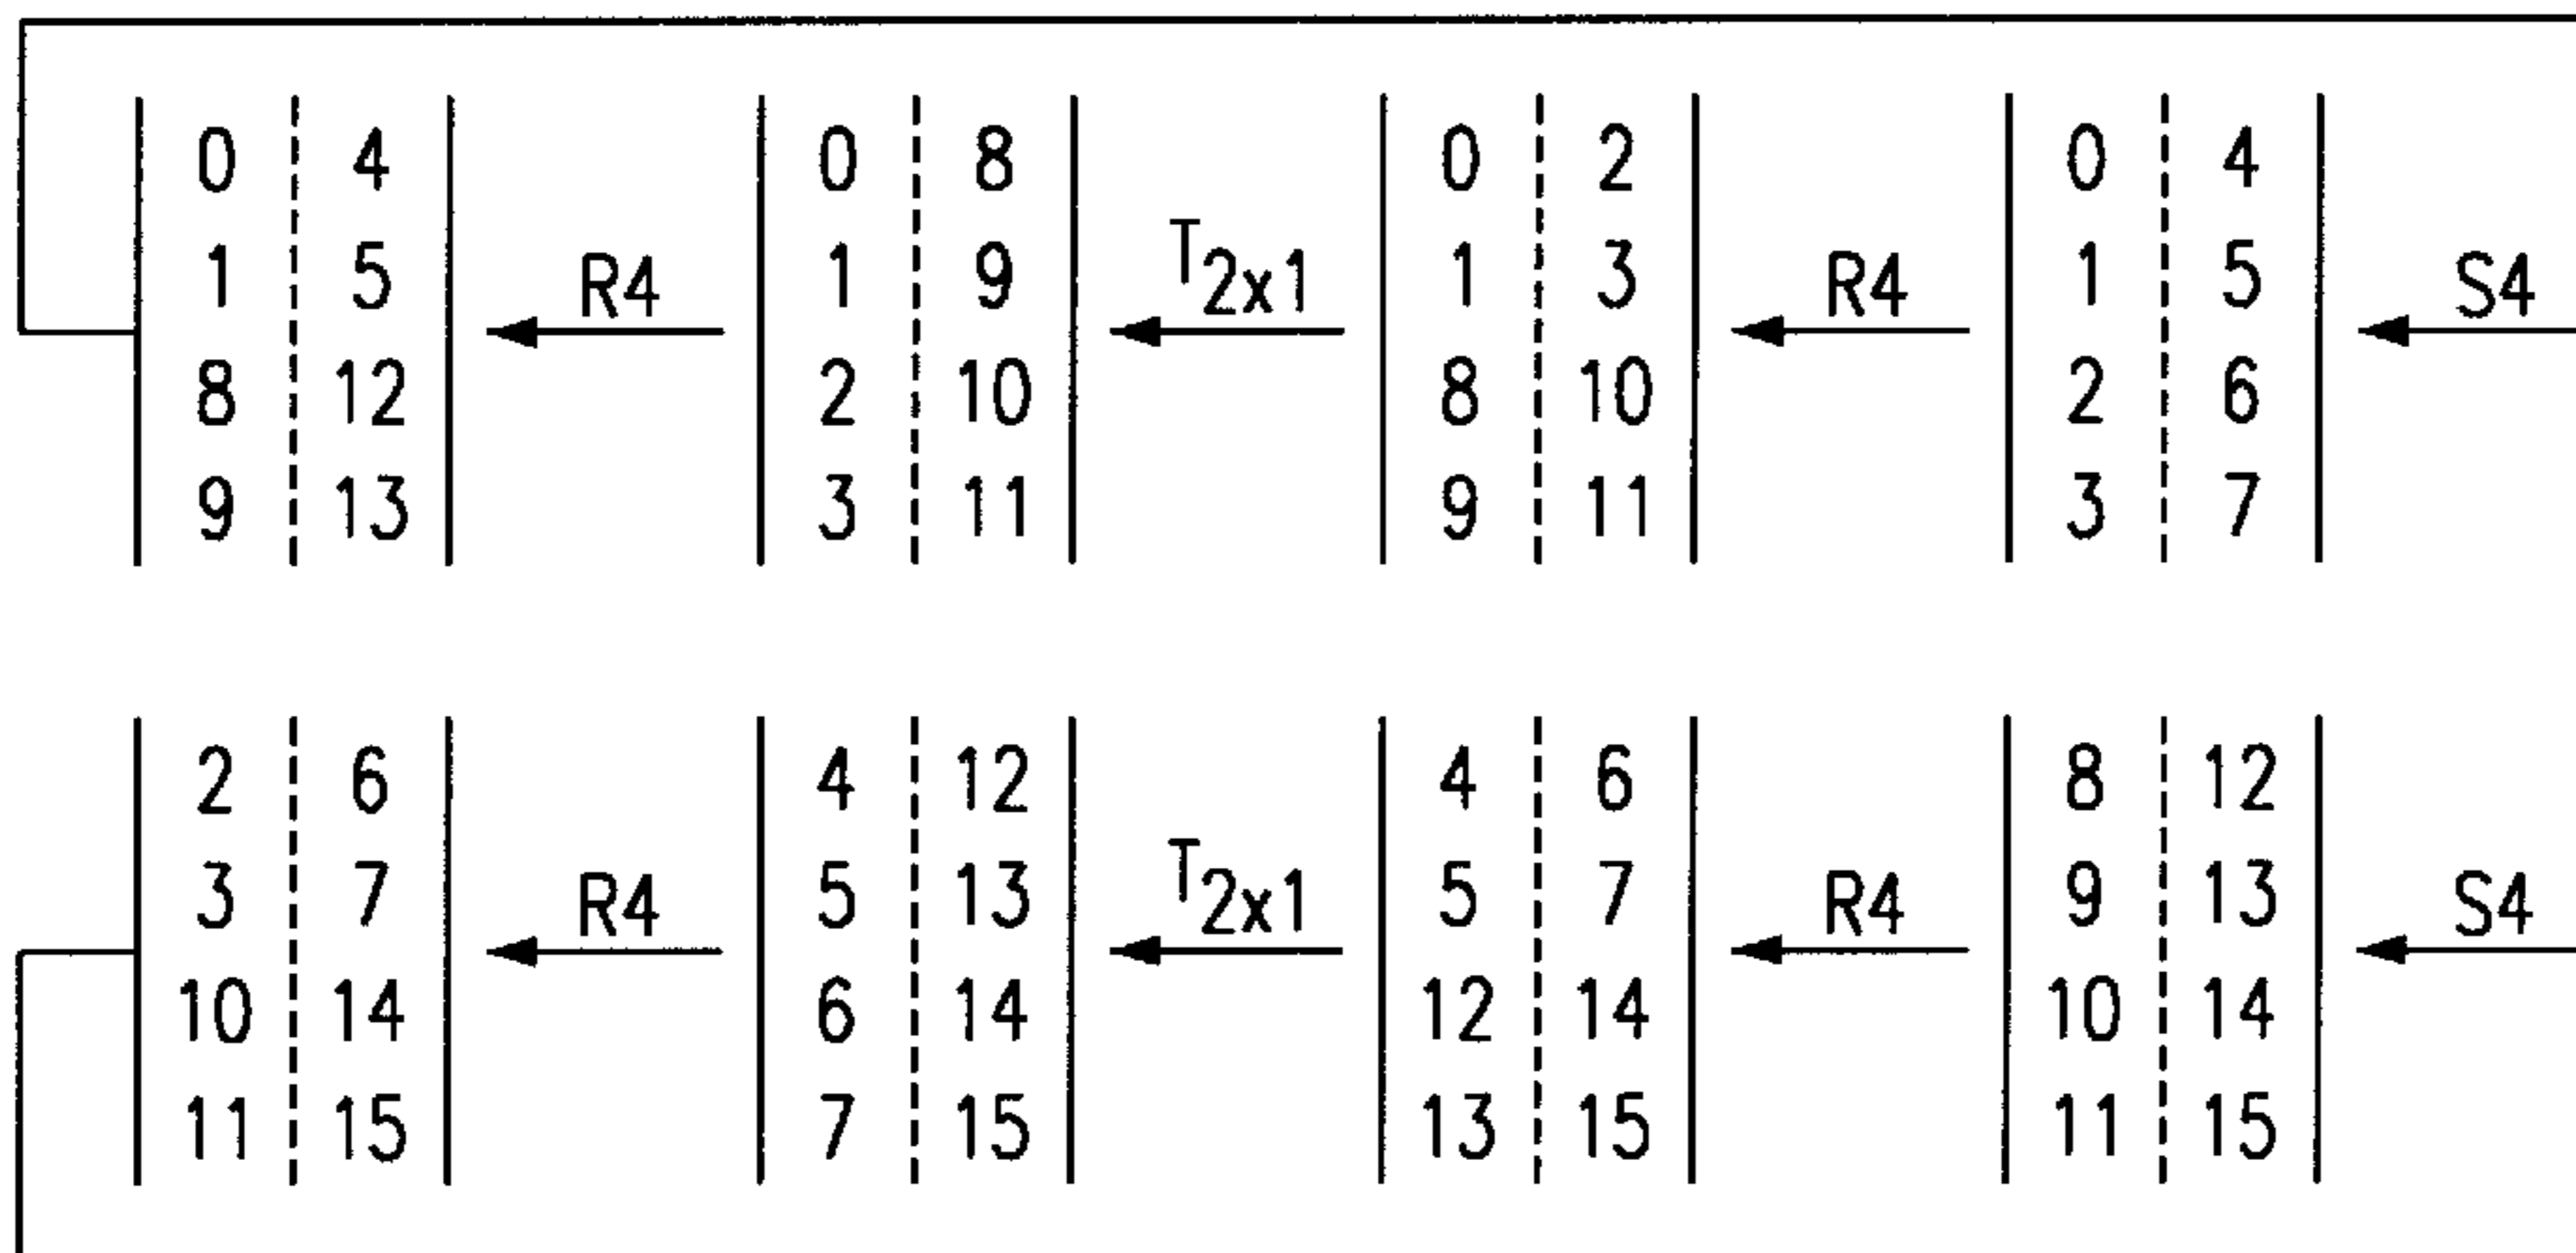 0 4 0 8 0 2 0 4
1 5 R4 1 9 T2x1 1 3 R4 1 5 S4
8 12 2 10 8 10 2 6
9 13 3 11 9 11 3 7
2 6 4 12 4 6 8 12
3 7 R4 5 13 T2x1 5 7 R4 9 13 S4
10 14 6 14 12 14 10 14
11 15 7 15 13 15 11 15